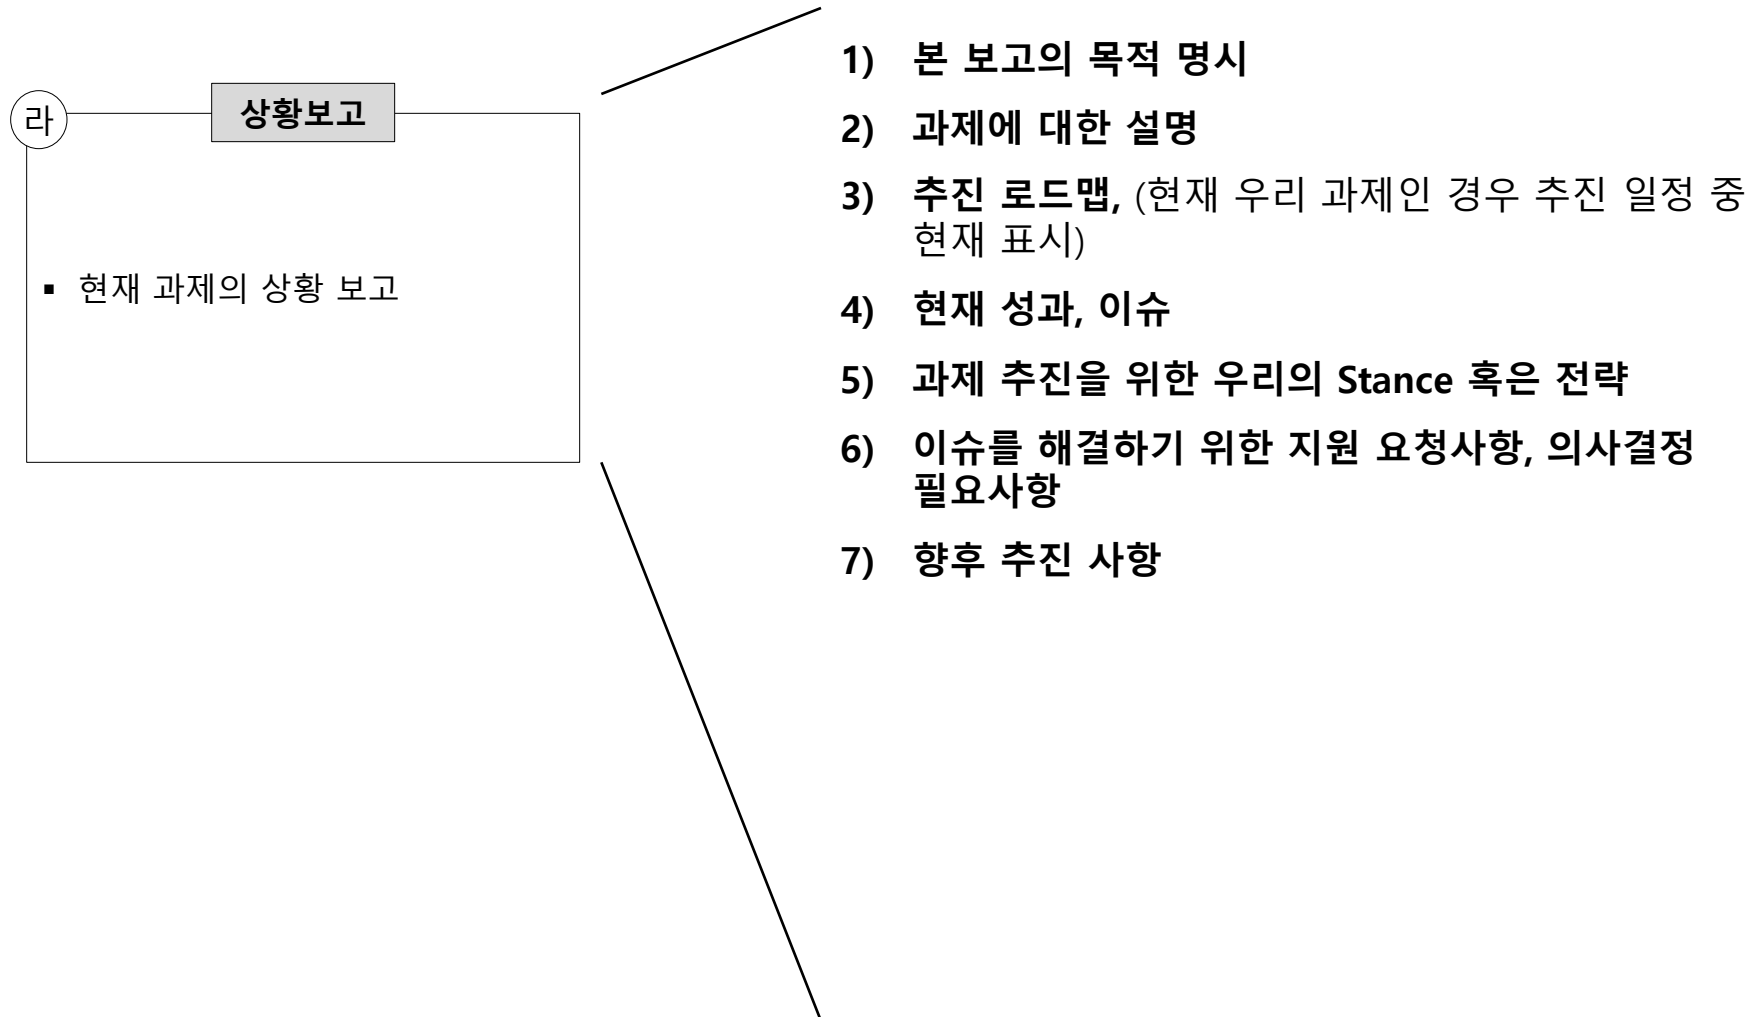 라
상황보고
▪ 현재 과제의 상황 보고
1) 본 보고의 목적 명시
2) 과제에 대한 설명
3) 추진 로드맵, (현재 우리 과제인 경우 추진 일정 중
현재 표시)
4) 현재 성과, 이슈
5) 과제 추진을 위한 우리의 Stance 혹은 전략
6) 이슈를 해결하기 위한 지원 요청사항, 의사결정
필요사항
7) 향후 추진 사항